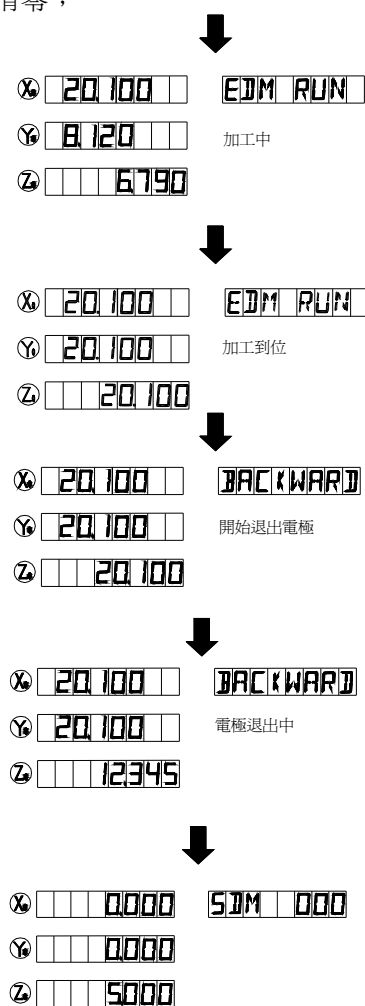 清零，
X 20.100 EDM RUN
Y 8.120 加工中
Z 6.790
X 20.100 EDM RUN
Y 20.100 加工到位
Z 20.100
X 20.100 BACKWARD
Y 20.100 開始退出電極
Z 20.100
X 20.100 BACKWARD
Y 20.100 電極退出中
Z 12.345
X 0.000 SDM 000
Y 0.000
Z 5.000